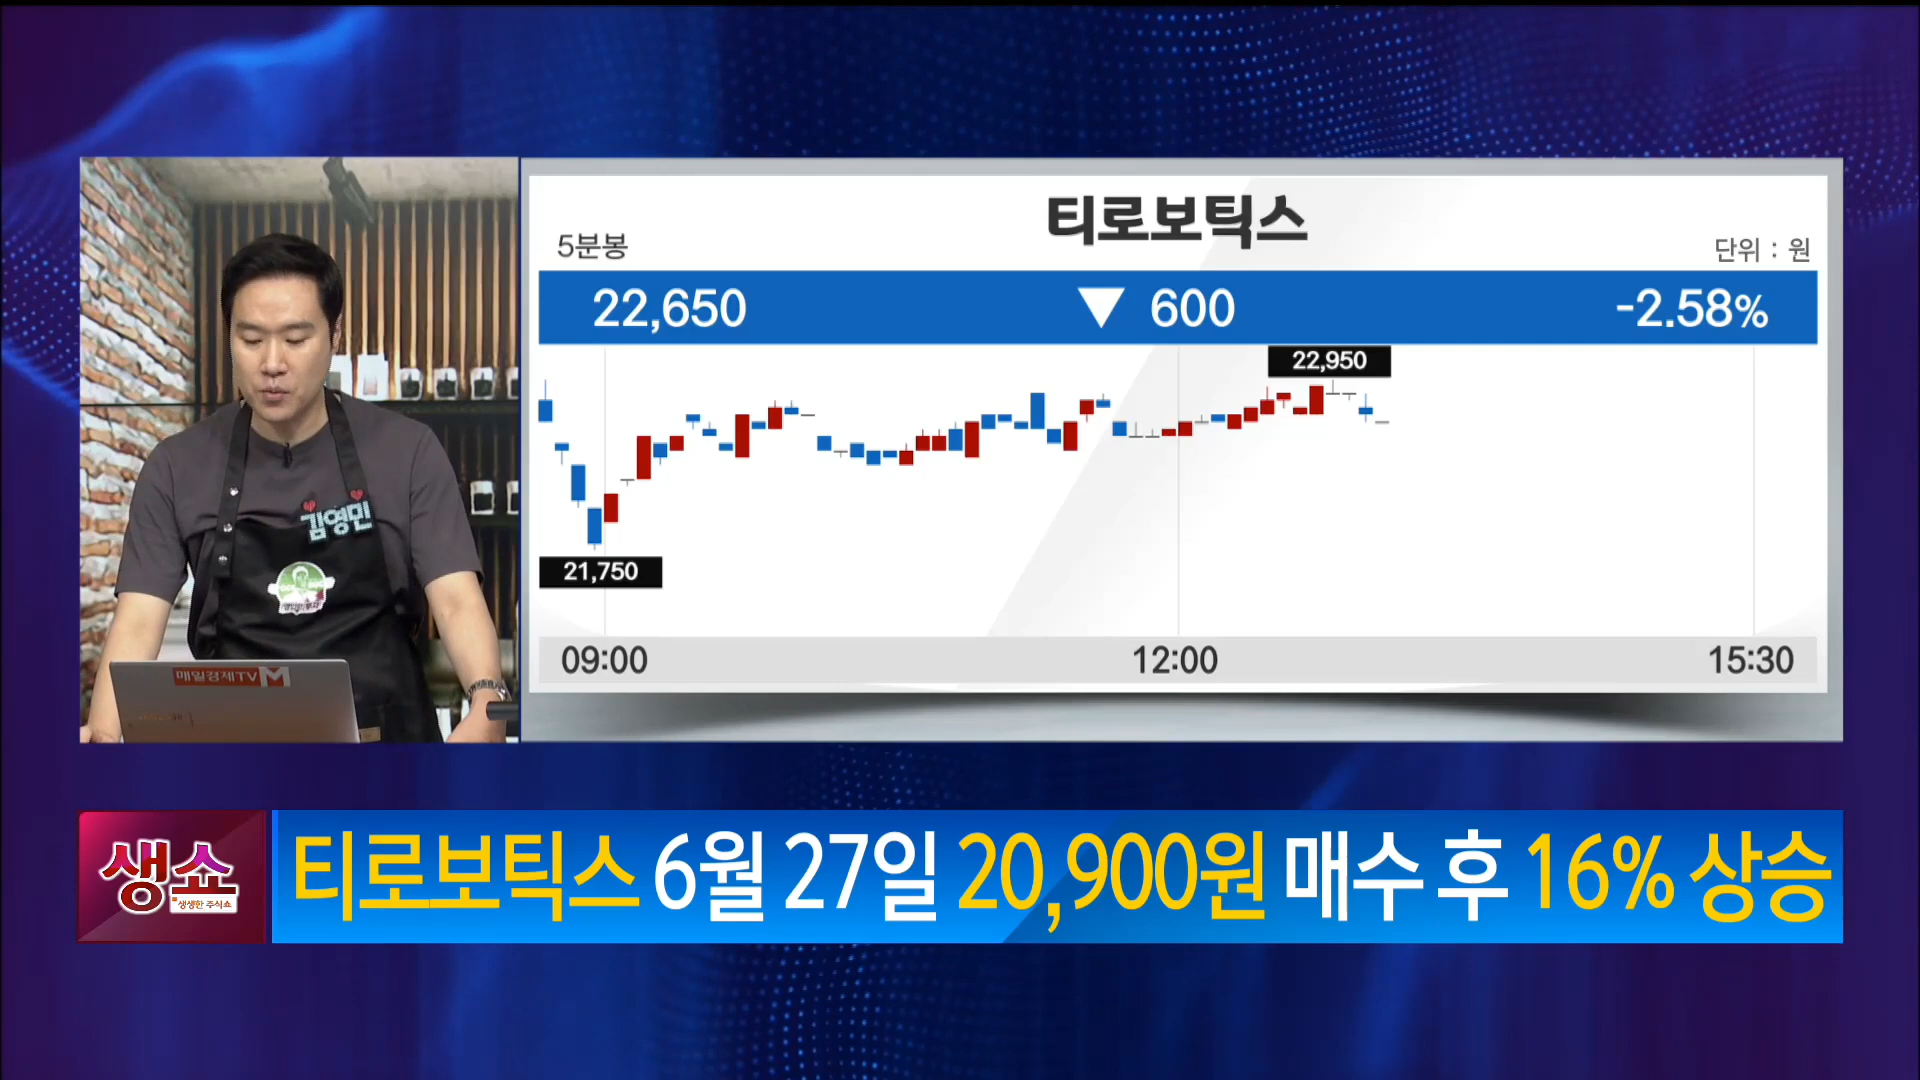 티로보틱스
5분봉
단위 : 원
22,650 ▼ 600 -2.58%
22,950
21,750
09:00 12:00 15:30
김영민
매일경제TV M
생쇼
생생한 주식쇼
티로보틱스 6월 27일 20,900원 매수 후 16% 상승